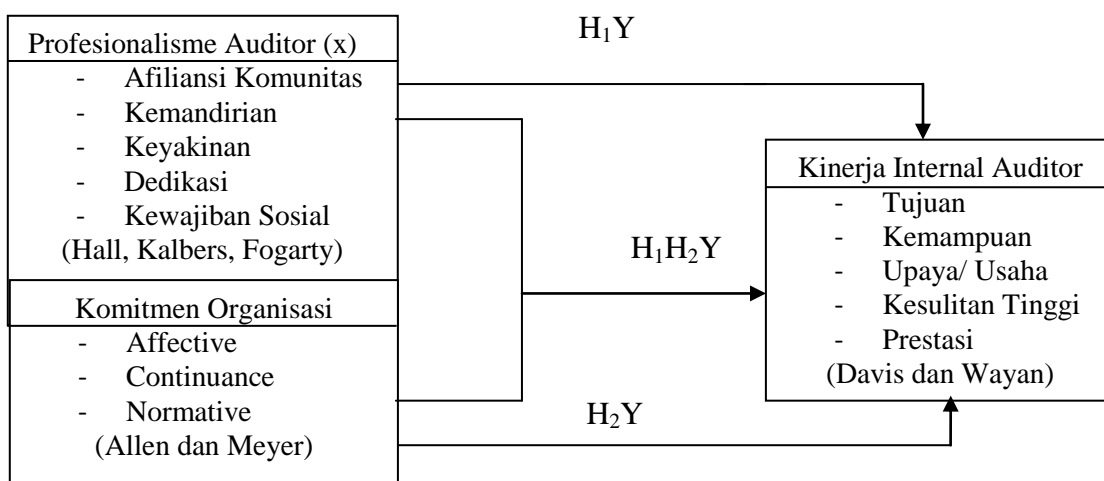 Profesionalisme Auditor (x)
- Afiliansi Komunitas
- Kemandirian
- Keyakinan
- Dedikasi
- Kewajiban Sosial
(Hall, Kalbers, Fogarty)
Komitmen Organisasi
- Affective
- Continuance
- Normative
(Allen dan Meyer)
H₁Y
H₁H₂Y
H₂Y
Kinerja Internal Auditor
- Tujuan
- Kemampuan
- Upaya/ Usaha
- Kesulitan Tinggi
- Prestasi
(Davis dan Wayan)